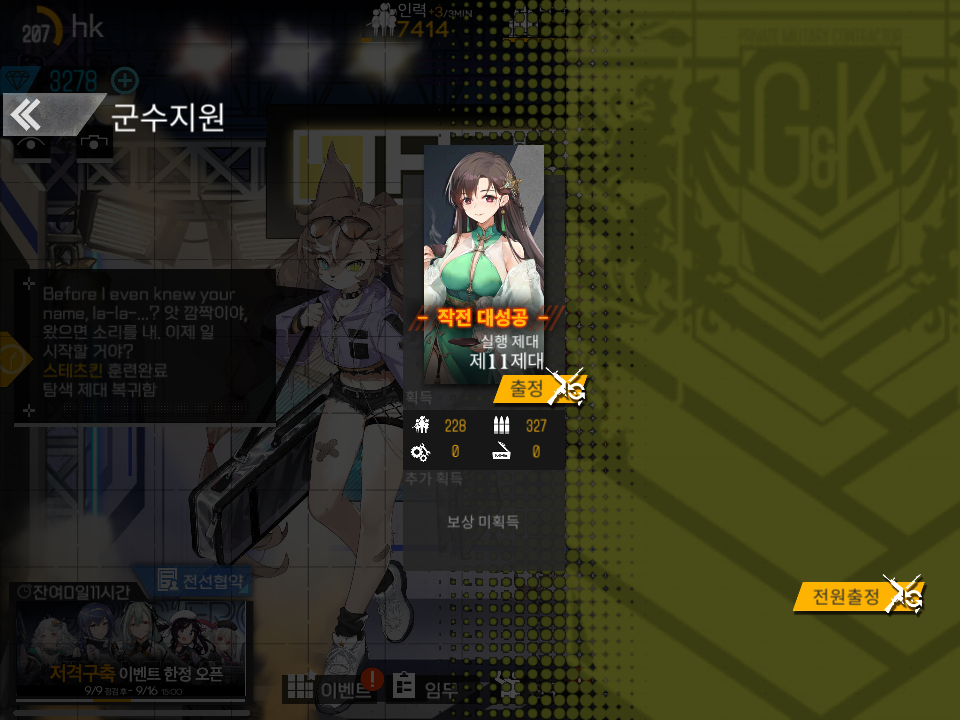 207 hk
인력 +3/3MIN
7414
3278
군수지원
PRIVATE MILITARY CONTRACTOR
G&K
Before I even knew your
name, la-la-...? 앗 깜짝이야,
왔으면 소리를 내. 이제 일
시작할 거야?
스테츠킨 훈련완료
탐색 제대 복귀함
- 작전 대성공 -
실행 제대
제11제대
출정
획득
228 327
0 0
추가 획득
보상 미획득
전원출정
전선협약
잔여0일11시간
저격구축 이벤트 한정 오픈
9/9 점검 후 - 9/16 15:00
이벤트
임무